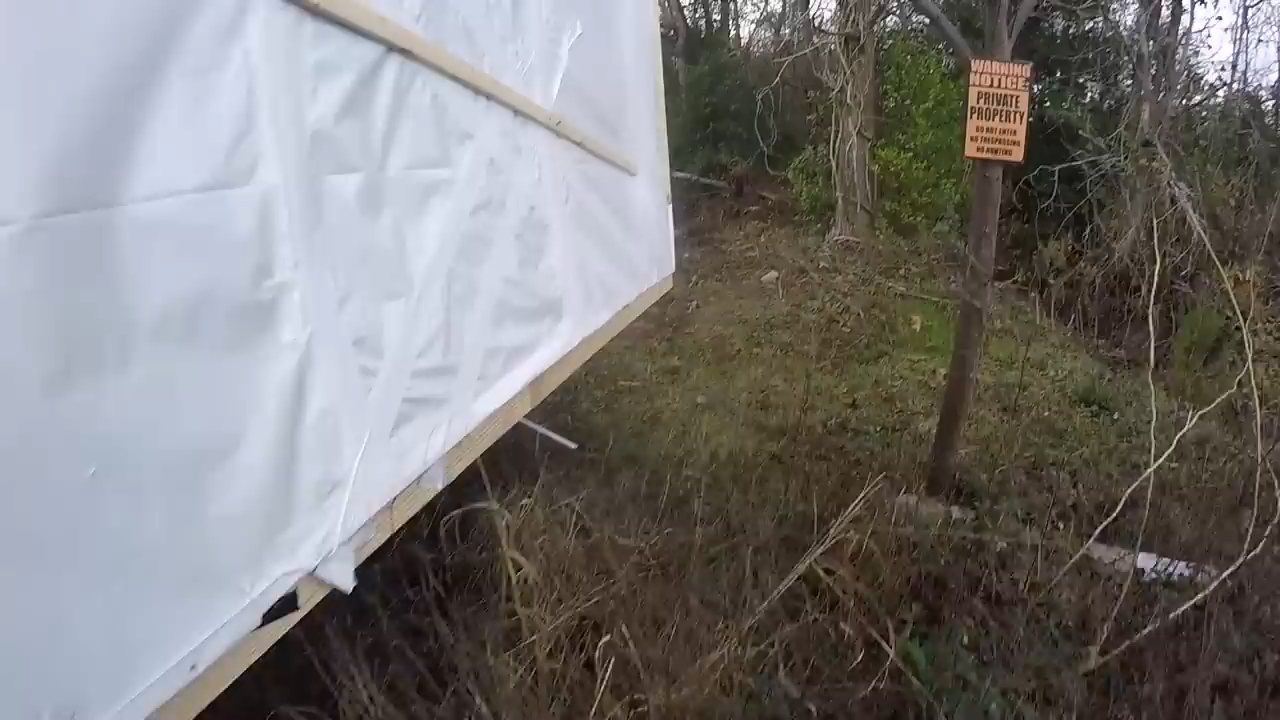 WARNING
NOTICE
PRIVATE
PROPERTY
DO NOT ENTER
NO TRESPASSING
NO HUNTING